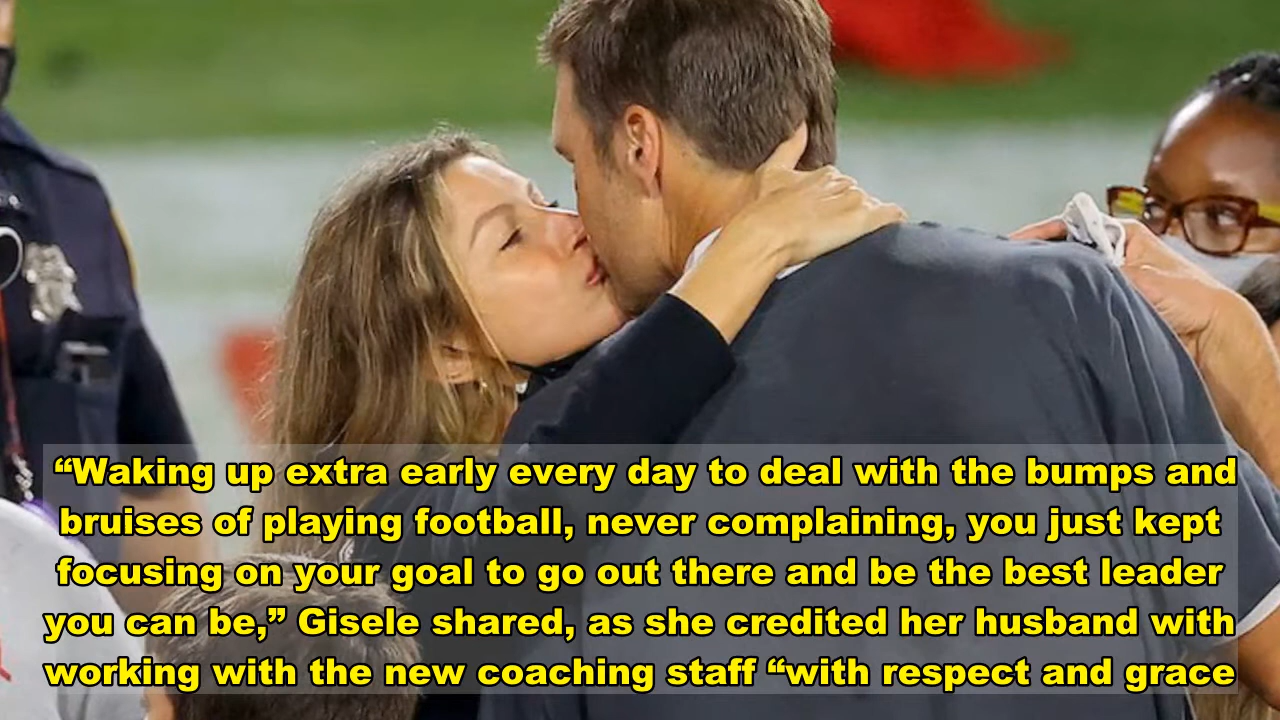 “Waking up extra early every day to deal with the bumps and
bruises of playing football, never complaining, you just kept
focusing on your goal to go out there and be the best leader
you can be,” Gisele shared, as she credited her husband with
working with the new coaching staff “with respect and grace